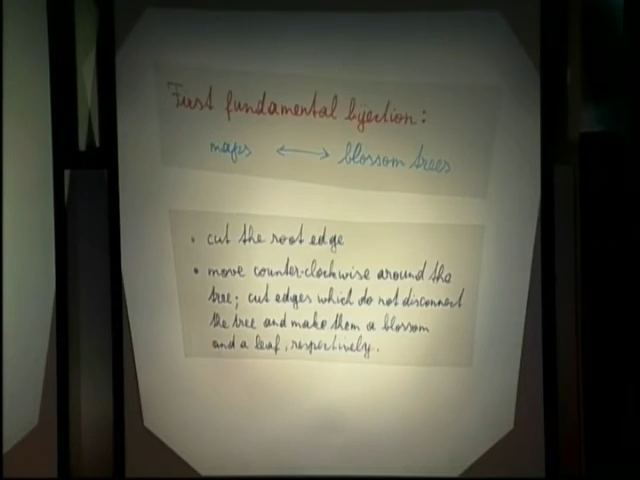 First fundamental bijection:
maps ⟷ blossom trees
• cut the root edge
• move counter-clockwise around the
tree; cut edges which do not disconnect
the tree and make them a blossom
and a leaf, respectively.